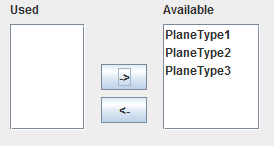 Used Available
PlaneType1
PlaneType2
PlaneType3
->
<-